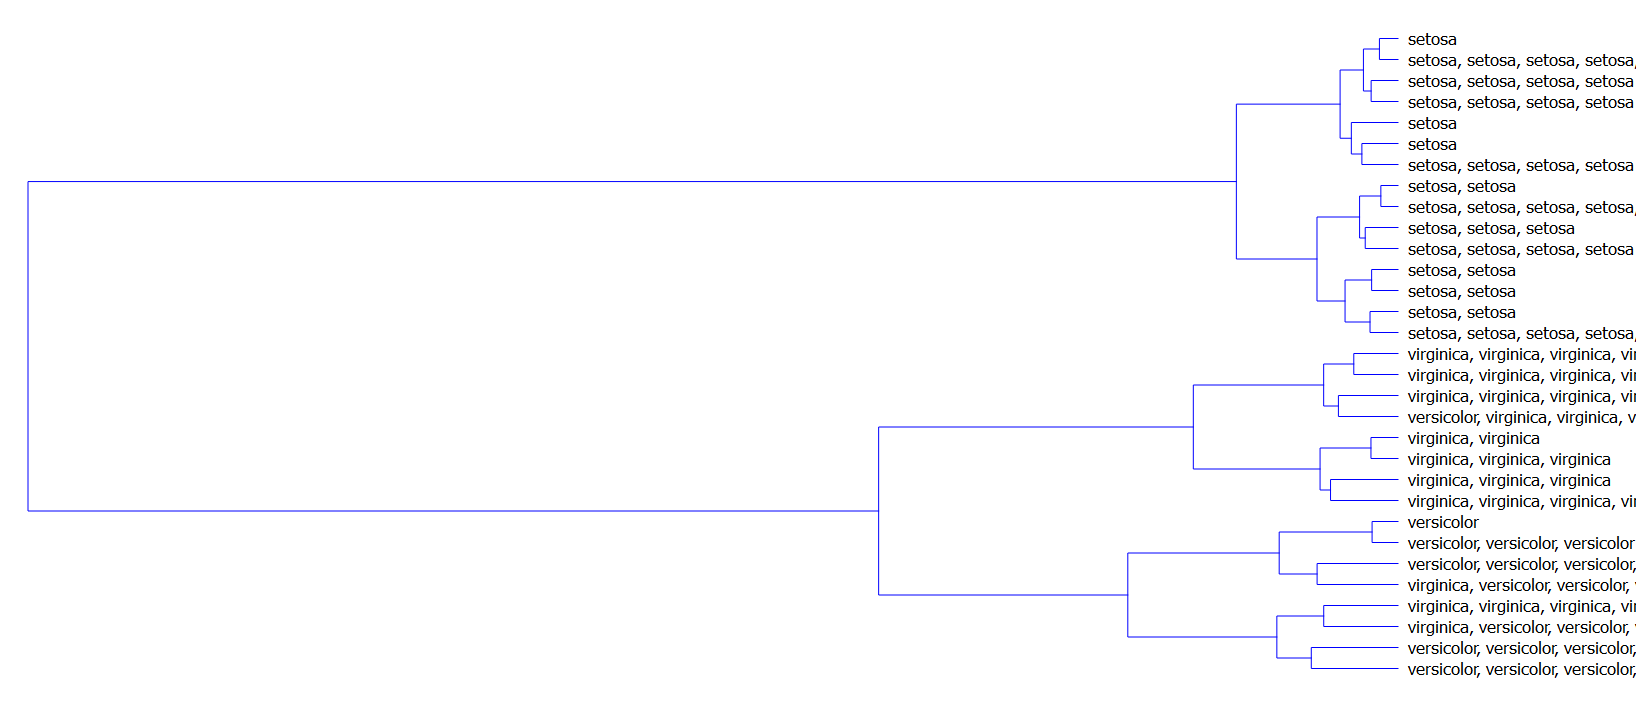 setosa
setosa, setosa, setosa, setosa,
setosa, setosa, setosa, setosa
setosa, setosa, setosa, setosa
setosa
setosa
setosa, setosa, setosa, setosa
setosa, setosa
setosa, setosa, setosa, setosa,
setosa, setosa, setosa
setosa, setosa, setosa, setosa
setosa, setosa
setosa, setosa
setosa, setosa
setosa, setosa, setosa, setosa,
virginica, virginica, virginica,
virginica, virginica, virginica,
virginica, virginica, virginica,
versicolor, virginica, virginica,
virginica, virginica
virginica, virginica, virginica
virginica, virginica, virginica
virginica, virginica, virginica,
versicolor
versicolor, versicolor, versicolor
versicolor, versicolor, versicolor,
virginica, versicolor, versicolor,
virginica, virginica, virginica,
virginica, versicolor, versicolor,
versicolor, versicolor, versicolor,
versicolor, versicolor, versicolor,